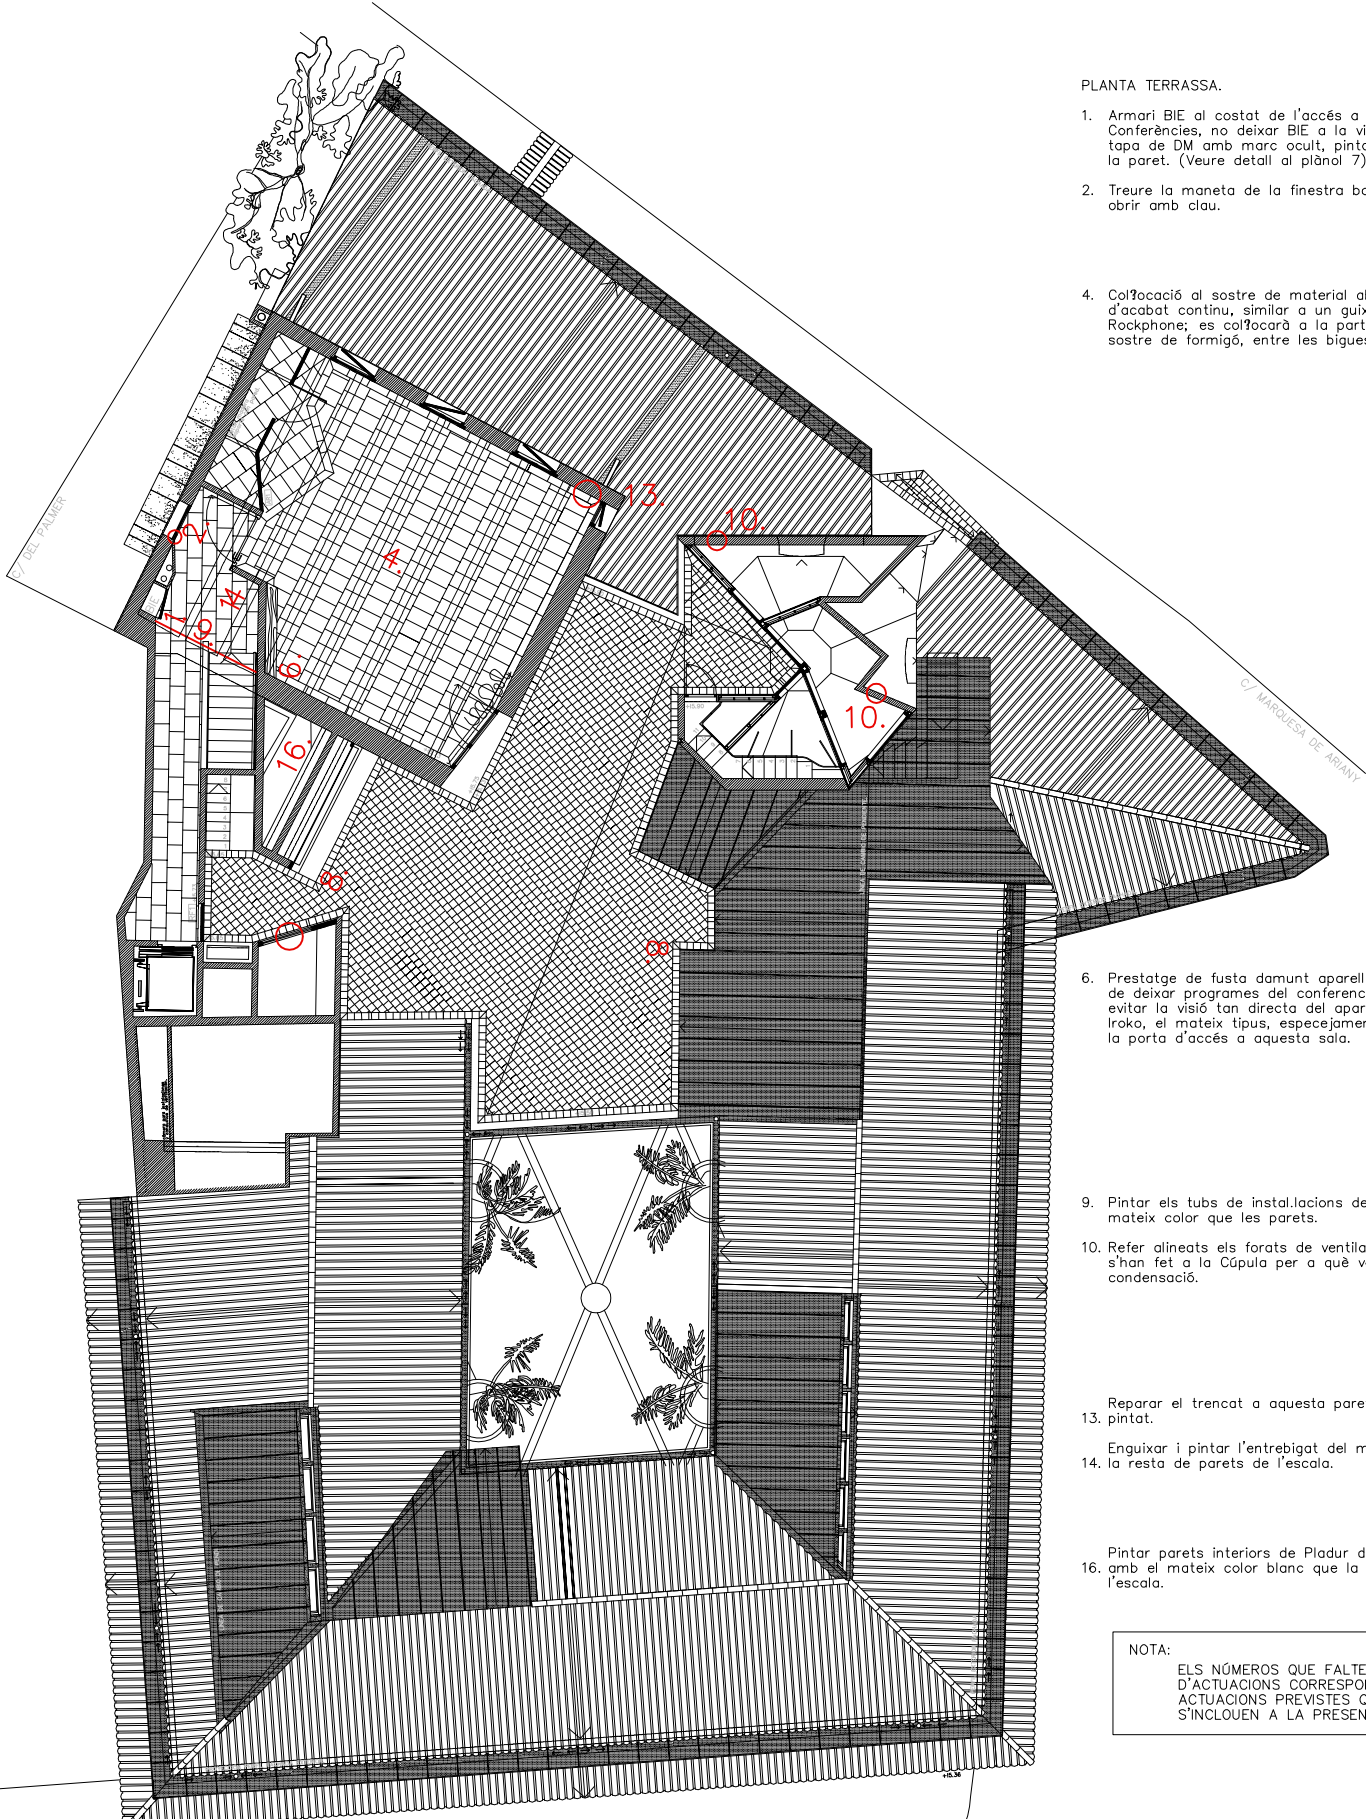 PLANTA TERRASSA.
1. Armari BIE al costat de l'accés a
Conferències, no deixar BIE a la vi
tapa de DM amb marc ocult, pinta
la paret. (Veure detall al plànol 7)
2. Treure la maneta de la finestra ba
obrir amb clau.
4. Col?locació al sostre de material a
d'acabat continu, similar a un guix
Rockphone; es col?locarà a la part
sostre de formigó, entre les bigues
6. Prestatge de fusta damunt aparell
de deixar programes del conferenc
evitar la visió tan directa del apar
Iroko, el mateix tipus, especejamen
la porta d'accés a aquesta sala.
9. Pintar els tubs de instal.lacions de
mateix color que les parets.
10. Refer alineats els forats de ventila
s'han fet a la Cúpula per a què v
condensació.
Reparar el trencat a aquesta pare
13. pintat.
Enguixar i pintar l'entrebigat del m
14. la resta de parets de l'escala.
Pintar parets interiors de Pladur d
16. amb el mateix color blanc que la
l'escala.
NOTA:
ELS NÚMEROS QUE FALTE
D'ACTUACIONS CORRESPO
ACTUACIONS PREVISTES Q
S'INCLOUEN A LA PRESEN
C/ DEL PALMER
C/ MARQUESA DE ARIANY
13.
10.
2.
4.
14
1
9.
6.
10.
16.
8.
8.
+15.90
+15.36